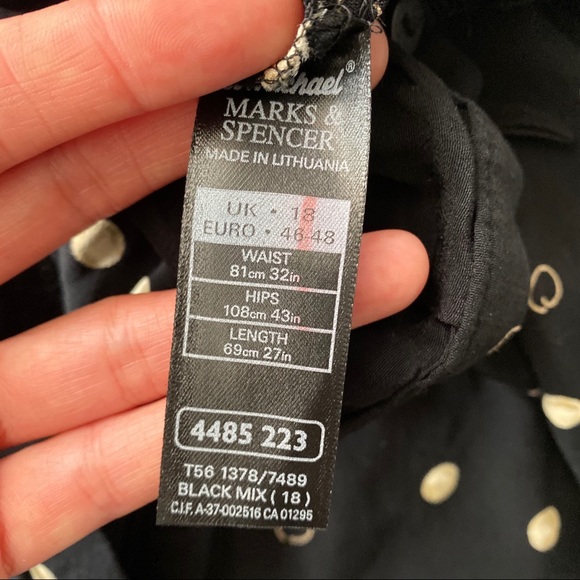 MARKS &
SPENCER
MADE IN LITHUANIA
UK • 18
EURO • 46-48
WAIST
81cm 32in
HIPS
108cm 43in
LENGTH
69cm 27in
4485 223
T56 1378/7489
BLACK MIX ( 18 )
C.I.F. A-37-002516 CA 01295